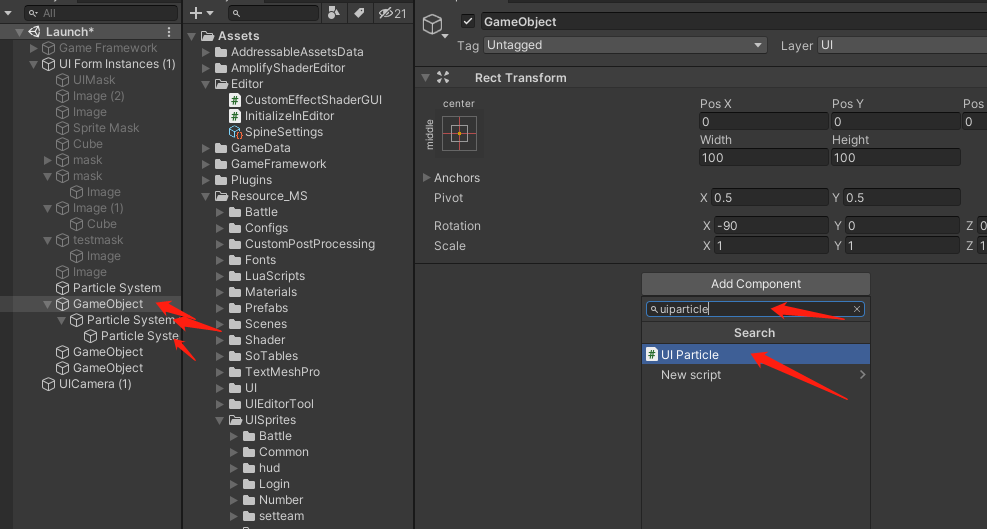 All
Launch*
Game Framework
UI Form Instances (1)
UIMask
Image (2)
Image
Sprite Mask
Cube
mask
mask
Image
Image (1)
Cube
testmask
Image
Image
Particle System
GameObject
Particle System
Particle Syste
GameObject
GameObject
UICamera (1)
21
Assets
AddressableAssetsData
AmplifyShaderEditor
Editor
CustomEffectShaderGUI
InitializeInEditor
SpineSettings
GameData
GameFramework
Plugins
Resource_MS
Battle
Configs
CustomPostProcessing
Fonts
LuaScripts
Materials
Prefabs
Scenes
Shader
SoTables
TextMeshPro
UI
UIEditorTool
UISprites
Battle
Common
hud
Login
Number
setteam
GameObject
Tag Untagged Layer UI
Rect Transform
center
middle
Pos X Pos Y Pos
0 0 0
Width Height
100 100
Anchors
Pivot X 0.5 Y 0.5
Rotation X -90 Y 0 Z 0
Scale X 1 Y 1 Z 1
Add Component
uiparticle
Search
UI Particle
New script